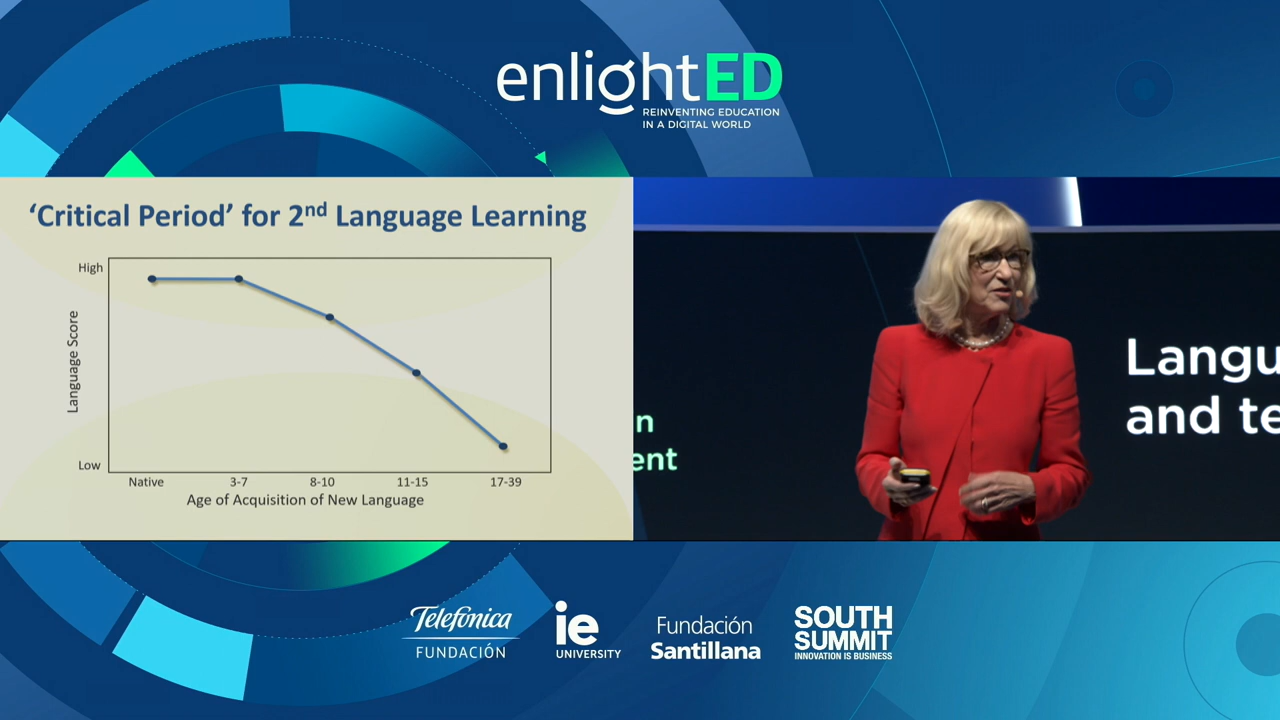 enlightED
REINVENTING EDUCATION
IN A DIGITAL WORLD
‘Critical Period’ for 2nd Language Learning
High
Language Score
Low
Native 3-7 8-10 11-15 17-39
Age of Acquisition of New Language
Langu
and te
n
ent
Telefónica
FUNDACIÓN
ie
UNIVERSITY
Fundación
Santillana
SOUTH
SUMMIT
INNOVATION IS BUSINESS